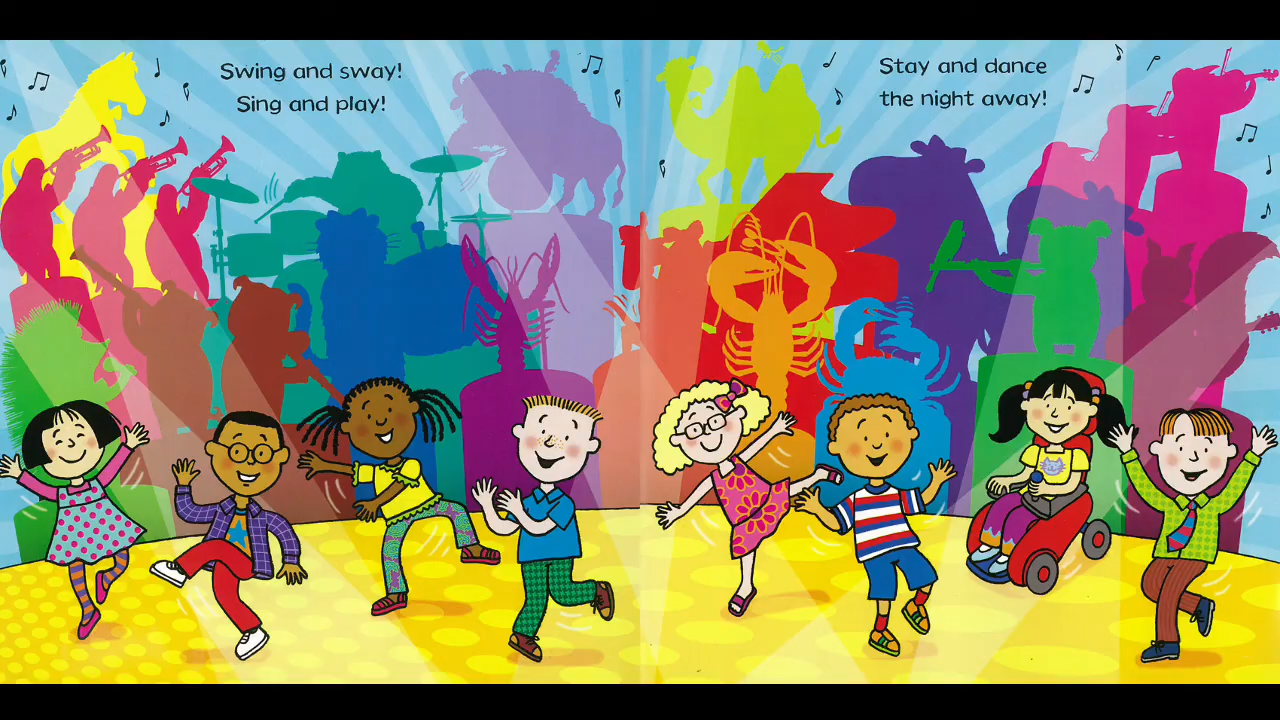 Swing and sway!
Sing and play!
Stay and dance
the night away!